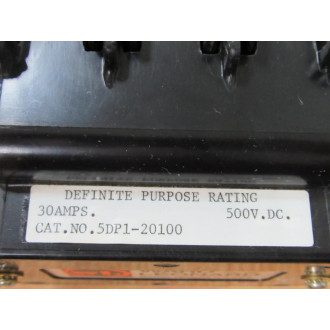 DEFINITE PURPOSE RATING
30AMPS. 500V.DC.
CAT.NO.5DP1-20100